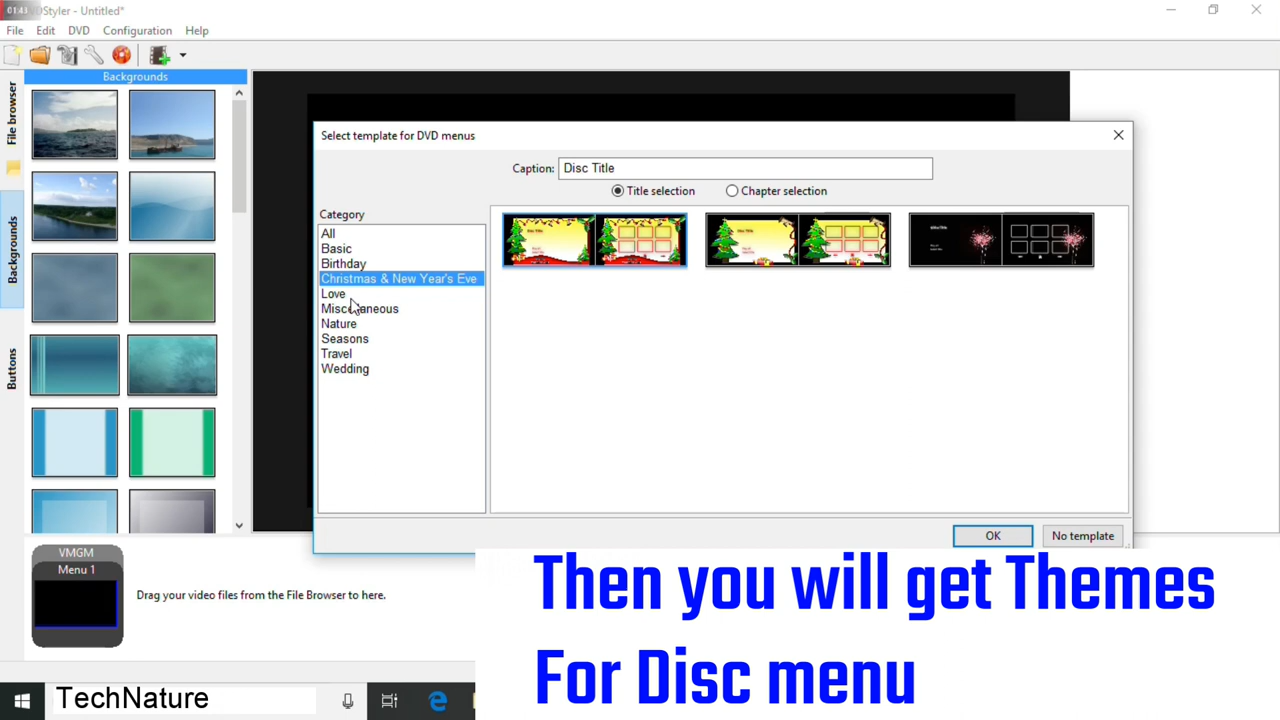 01:43 DStyler - Untitled*
File Edit DVD Configuration Help
Backgrounds
File browser
Backgrounds
Buttons
Select template for DVD menus
Caption: Disc Title
Title selection Chapter selection
Category
All
Basic
Birthday
Christmas & New Year's Eve
Love
Miscellaneous
Nature
Seasons
Travel
Wedding
OK No template
VMGM
Menu 1
Drag your video files from the File Browser to here.
Then you will get Themes
For Disc menu
TechNature